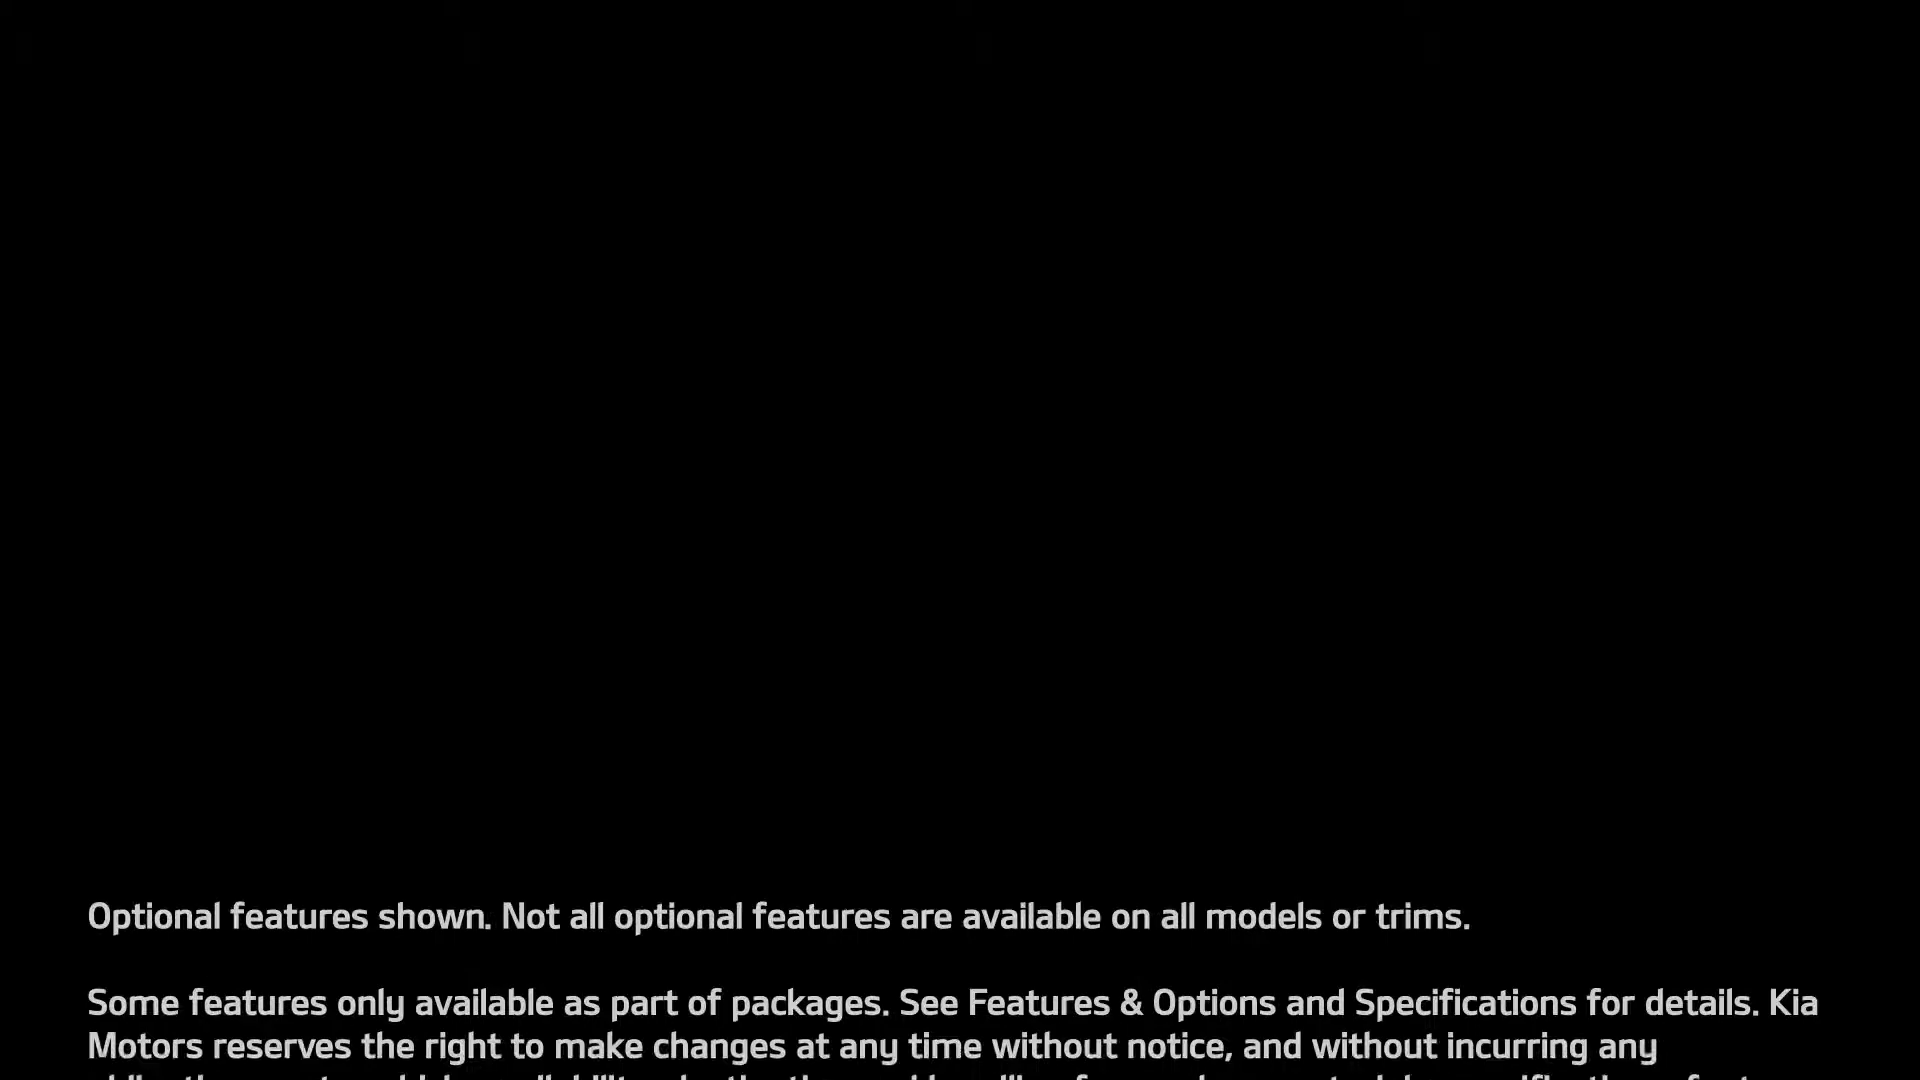 Optional features shown. Not all optional features are available on all models or trims.
Some features only available as part of packages. See Features & Options and Specifications for details. Kia
Motors reserves the right to make changes at any time without notice, and without incurring any